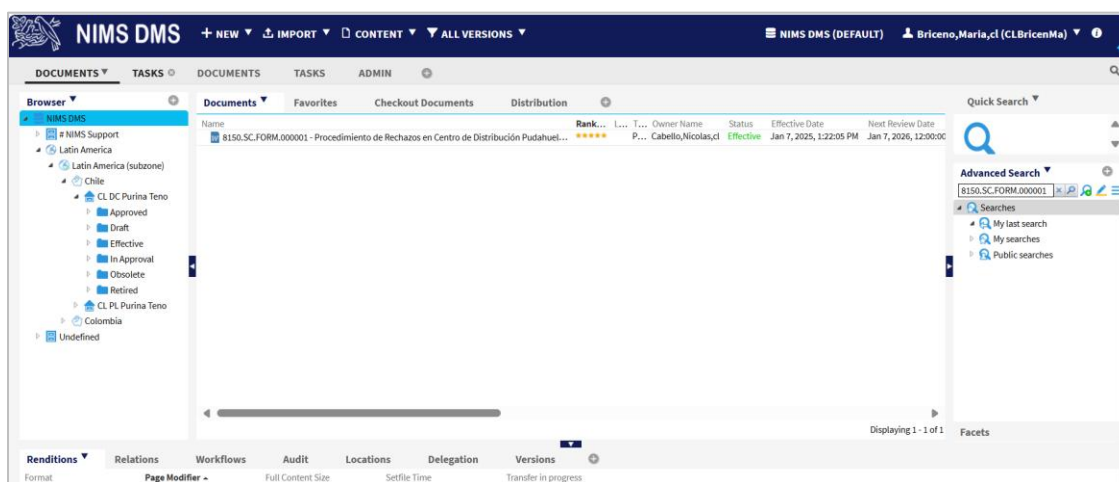 NIMS DMS
+ NEW ▼ IMPORT ▼ CONTENT ▼ ALL VERSIONS ▼ NIMS DMS (DEFAULT) Briceno,Maria,cl (CLBricenMa) ▼
DOCUMENTS ▼ TASKS DOCUMENTS TASKS ADMIN
Browser ▼
NIMS DMS
# NIMS Support
Latin America
Latin America (subzone)
Chile
CL DC Purina Teno
Approved
Draft
Effective
In Approval
Obsolete
Retired
CL PL Purina Teno
Colombia
Undefined
Documents ▼ Favorites Checkout Documents Distribution
Name Rank... L... T... Owner Name Status Effective Date Next Review Date
8150.SC.FORM.000001 - Procedimiento de Rechazos en Centro de Distribución Pudahuel... P... Cabello,Nicolas,cl Effective Jan 7, 2025, 1:22:05 PM Jan 7, 2026, 12:00:00
Displaying 1 - 1 of 1
Quick Search ▼
Advanced Search ▼
8150.SC.FORM.000001
Searches
My last search
My searches
Public searches
Facets
Renditions ▼ Relations Workflows Audit Locations Delegation Versions
Format Page Modifier Full Content Size Setfile Time Transfer in progress